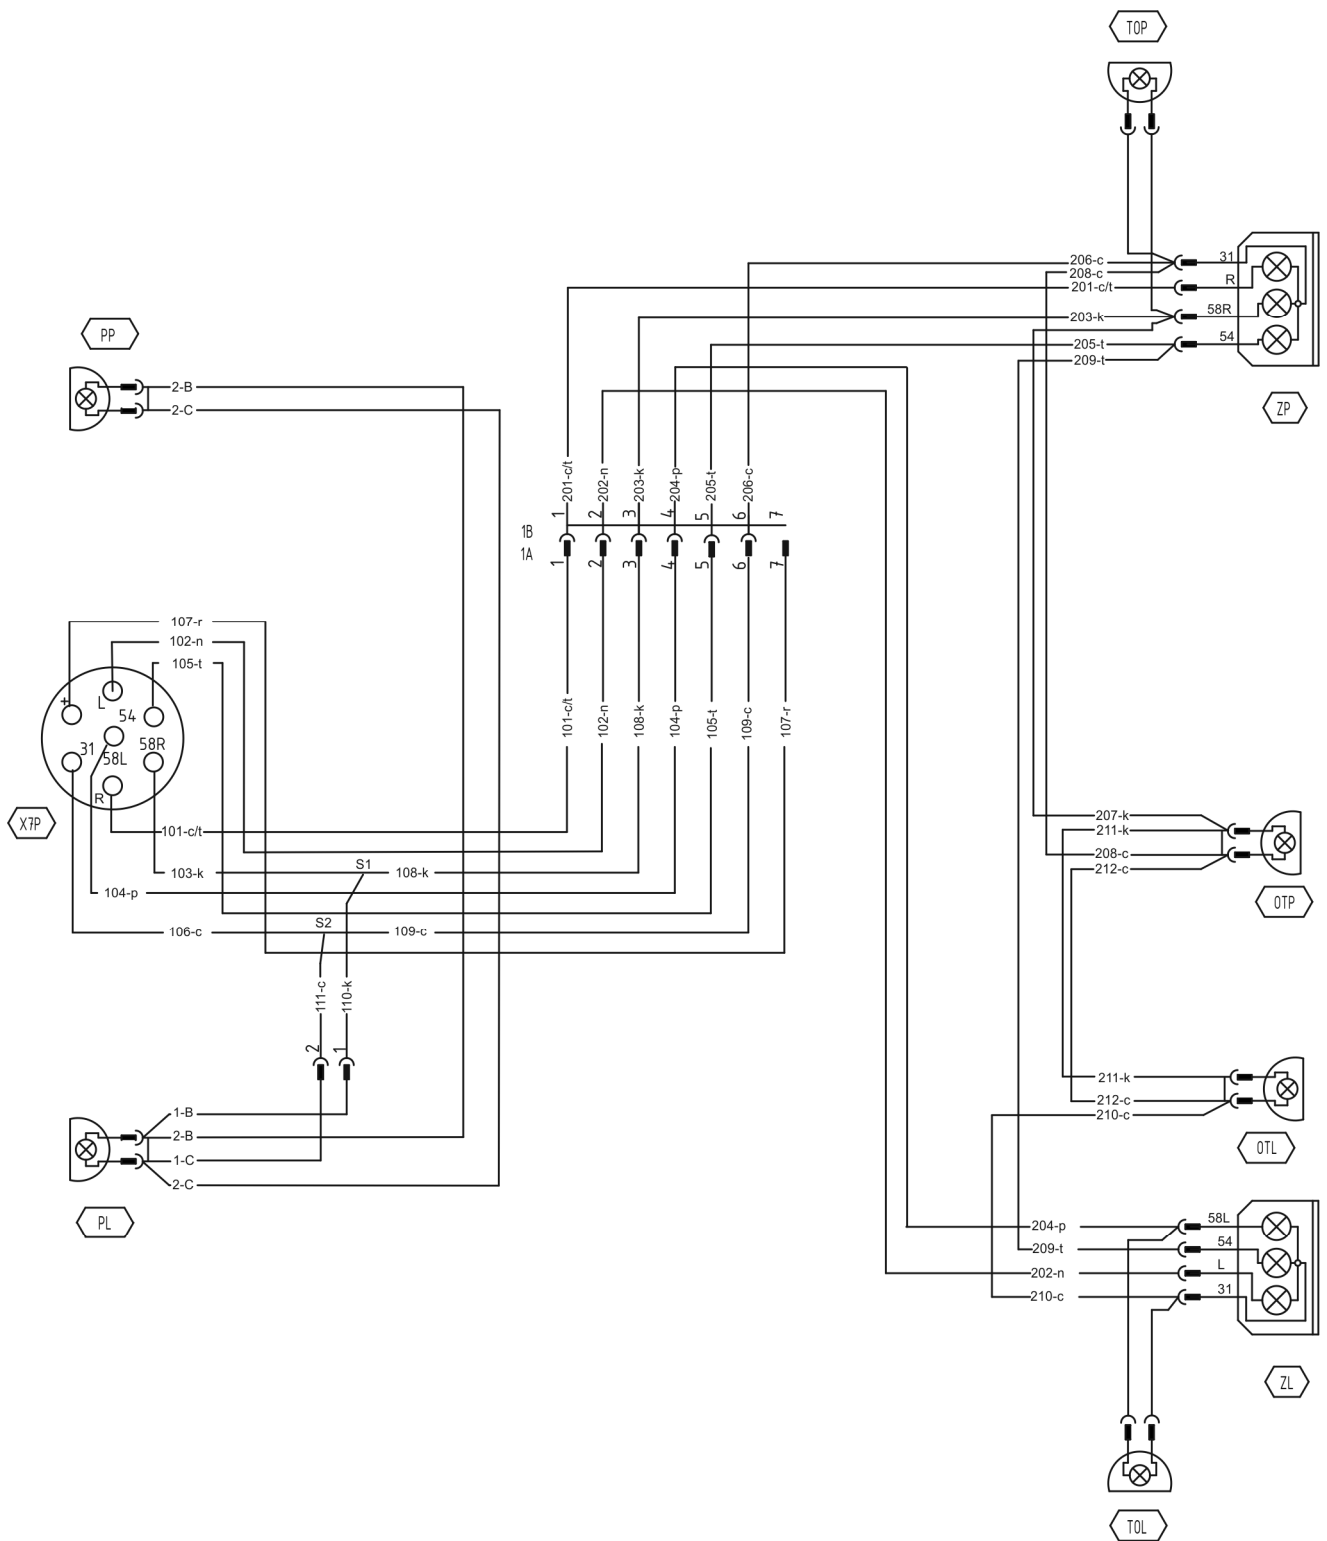 TOP
206-c
31
208-c
201-c/t
R
203-k
58R
205-t
54
209-t
ZP
PP
2-B
2-C
201-c/t
202-n
203-k
204-p
205-t
206-c
1 2 3 4 5 6 7
1B
1A
1 2 3 4 5 6 7
107-r
102-n
105-t
+
L
54
31
58L
58R
R
X7P
101-c/t
102-n
108-k
104-p
105-t
109-c
107-r
101-c/t
103-k
S1
108-k
104-p
S2
106-c
109-c
111-c
110-k
2
1
207-k
211-k
208-c
212-c
OTP
211-k
212-c
210-c
OTL
1-B
2-B
1-C
2-C
PL
204-p
58L
209-t
54
202-n
L
210-c
31
ZL
TOL